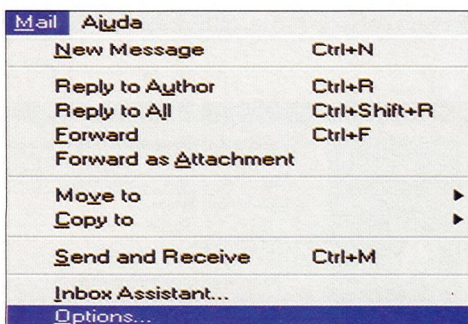 Mail Ajuda
New Message Ctrl+N
Reply to Author Ctrl+R
Reply to All Ctrl+Shift+R
Forward Ctrl+F
Forward as Attachment
Move to
Copy to
Send and Receive Ctrl+M
Inbox Assistant...
Options...